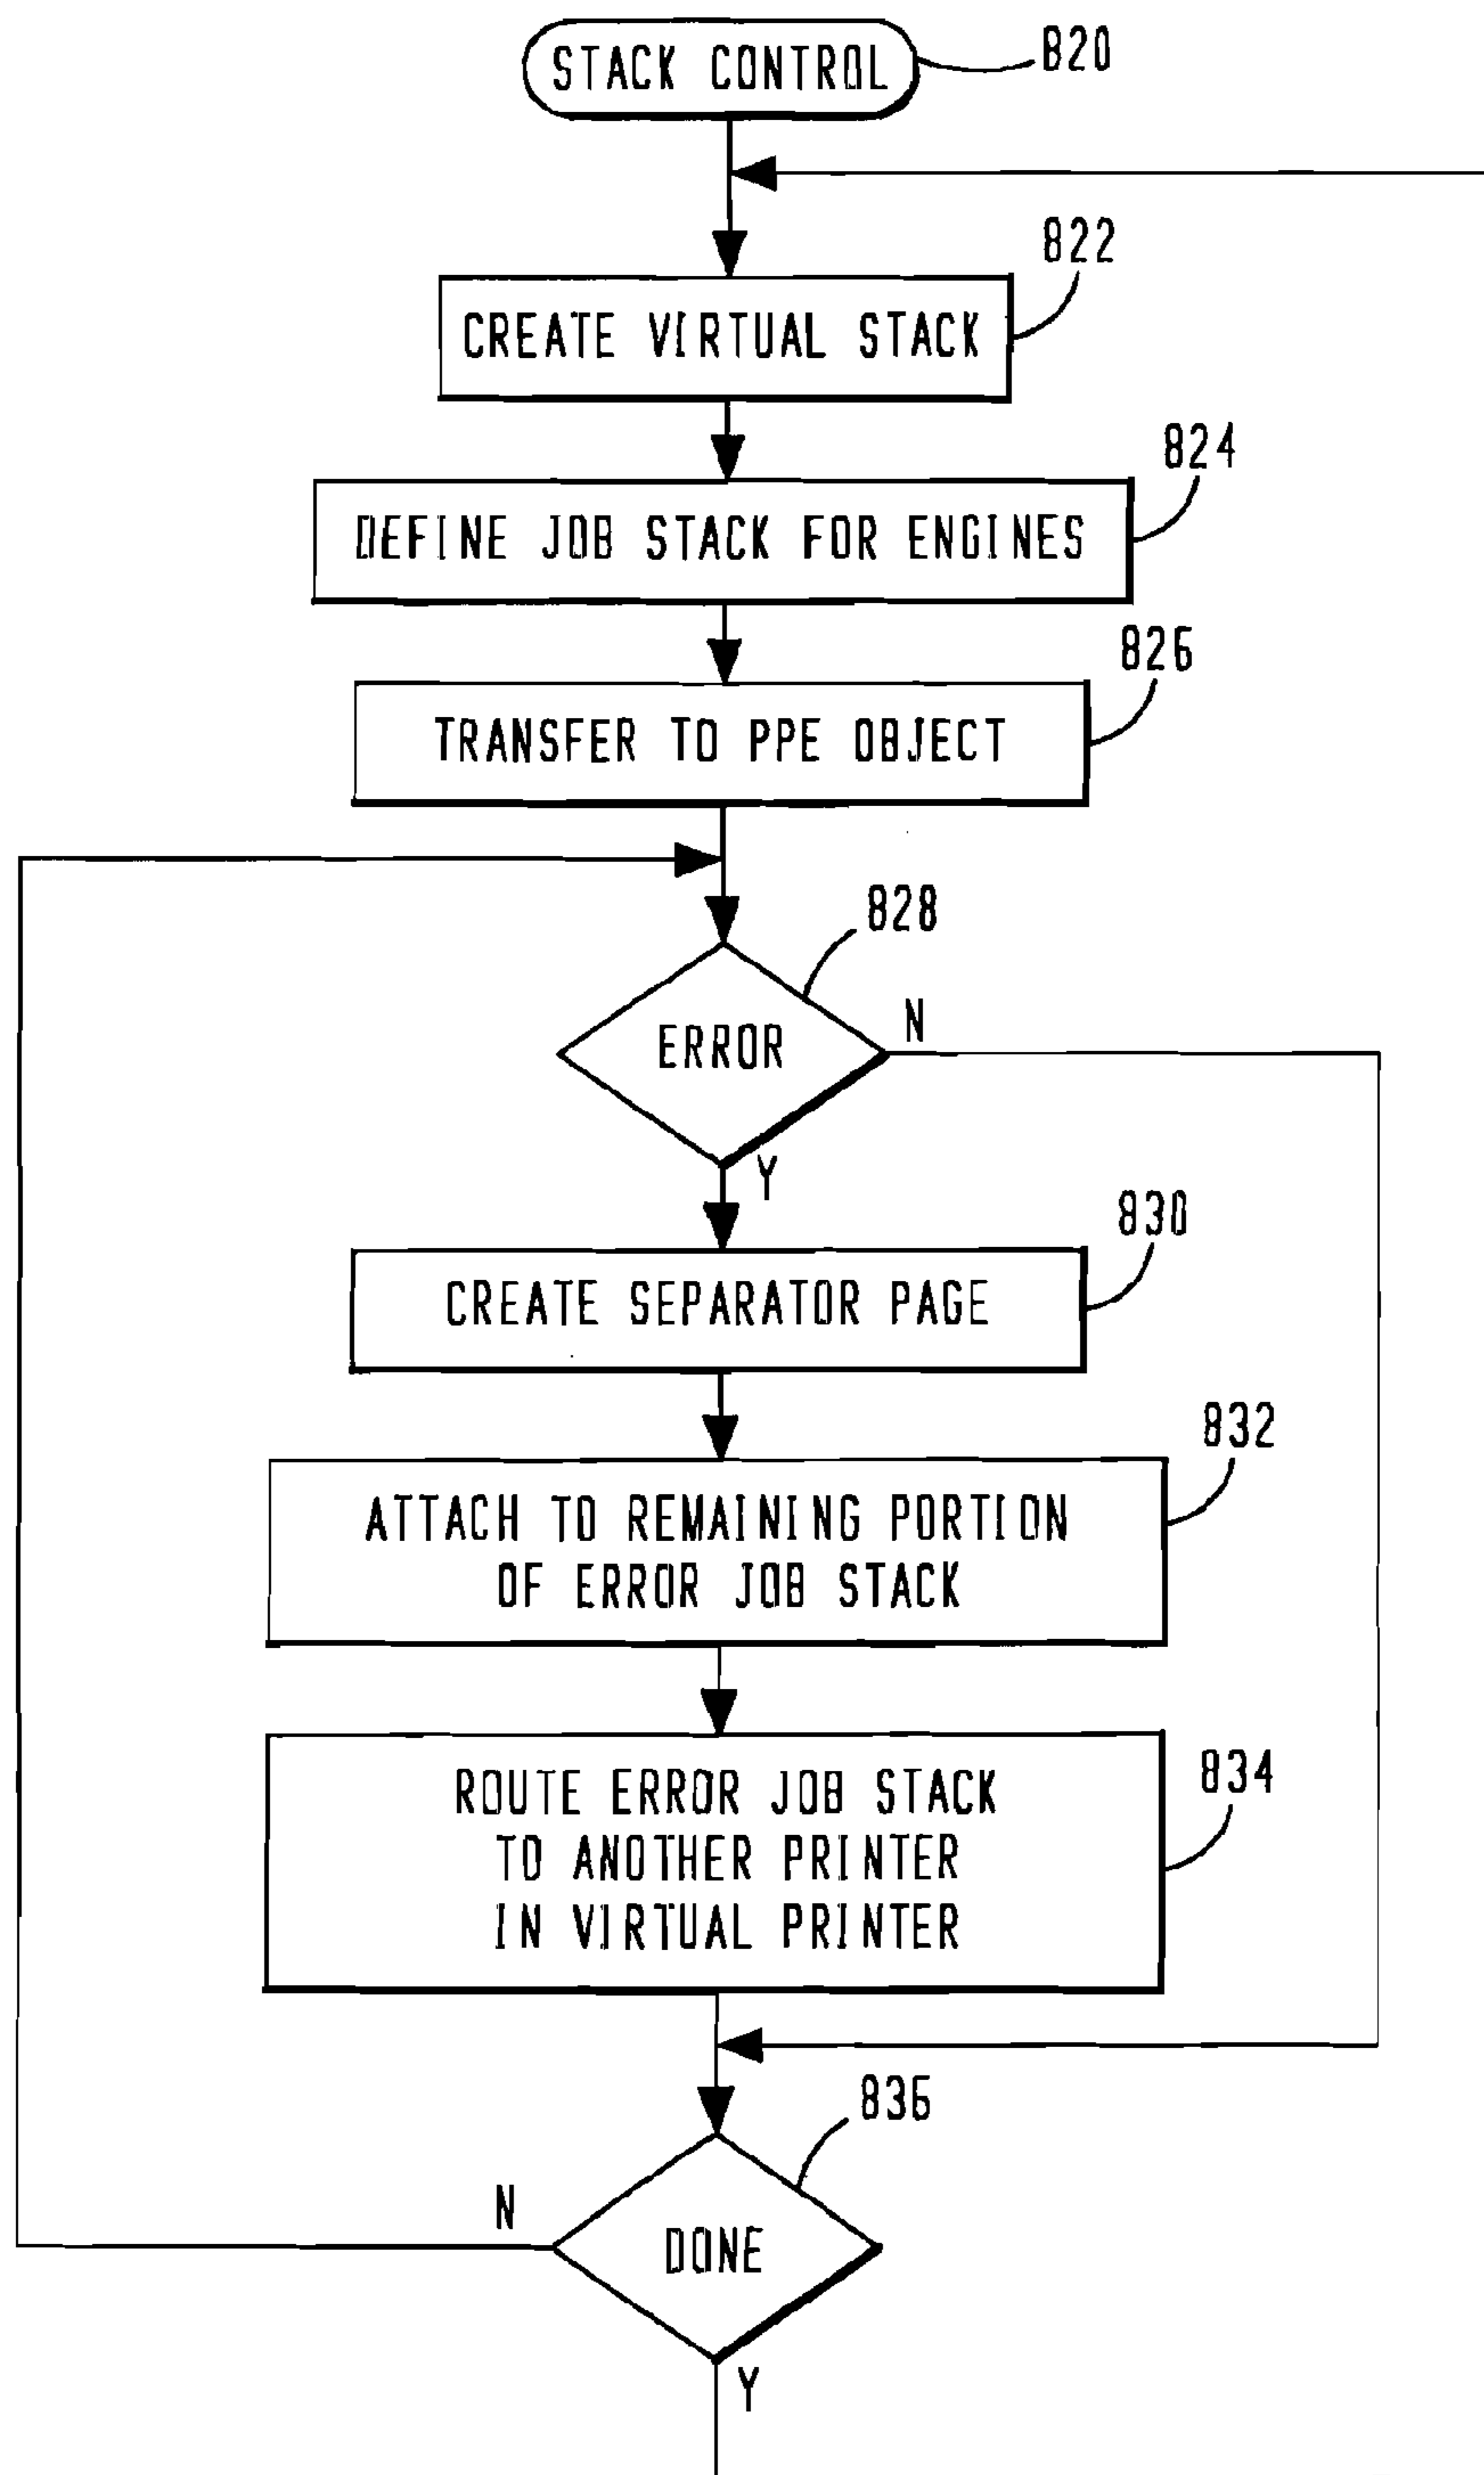 STACK CONTROL
820
822
CREATE VIRTUAL STACK
824
DEFINE JOB STACK FOR ENGINES
826
TRANSFER TO PPE OBJECT
828
ERROR
N
Y
830
CREATE SEPARATOR PAGE
832
ATTACH TO REMAINING PORTION
OF ERROR JOB STACK
834
ROUTE ERROR JOB STACK
TO ANOTHER PRINTER
IN VIRTUAL PRINTER
836
N
DONE
Y